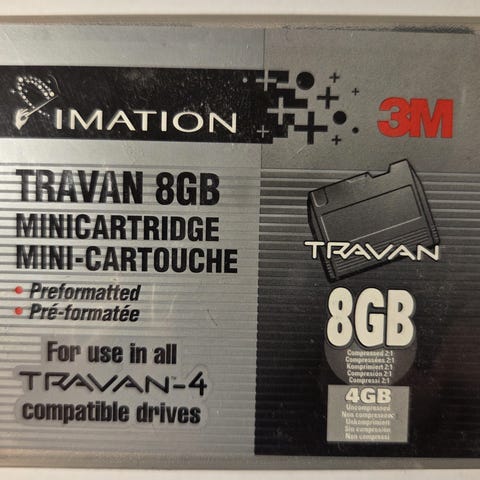 IMATION
3M
TRAVAN 8GB
MINICARTRIDGE
MINI-CARTOUCHE
• Preformatted
• Pré-formatée
For use in all
TRAVAN-4
compatible drives
TRAVAN
8GB
Compressed 2:1
Compressées 2:1
Komprimiert 2:1
Compresión 2:1
Compressi 2:1
4GB
Uncompressed
Non compressées
Unkomprimiert
Sin compresión
Non compressi